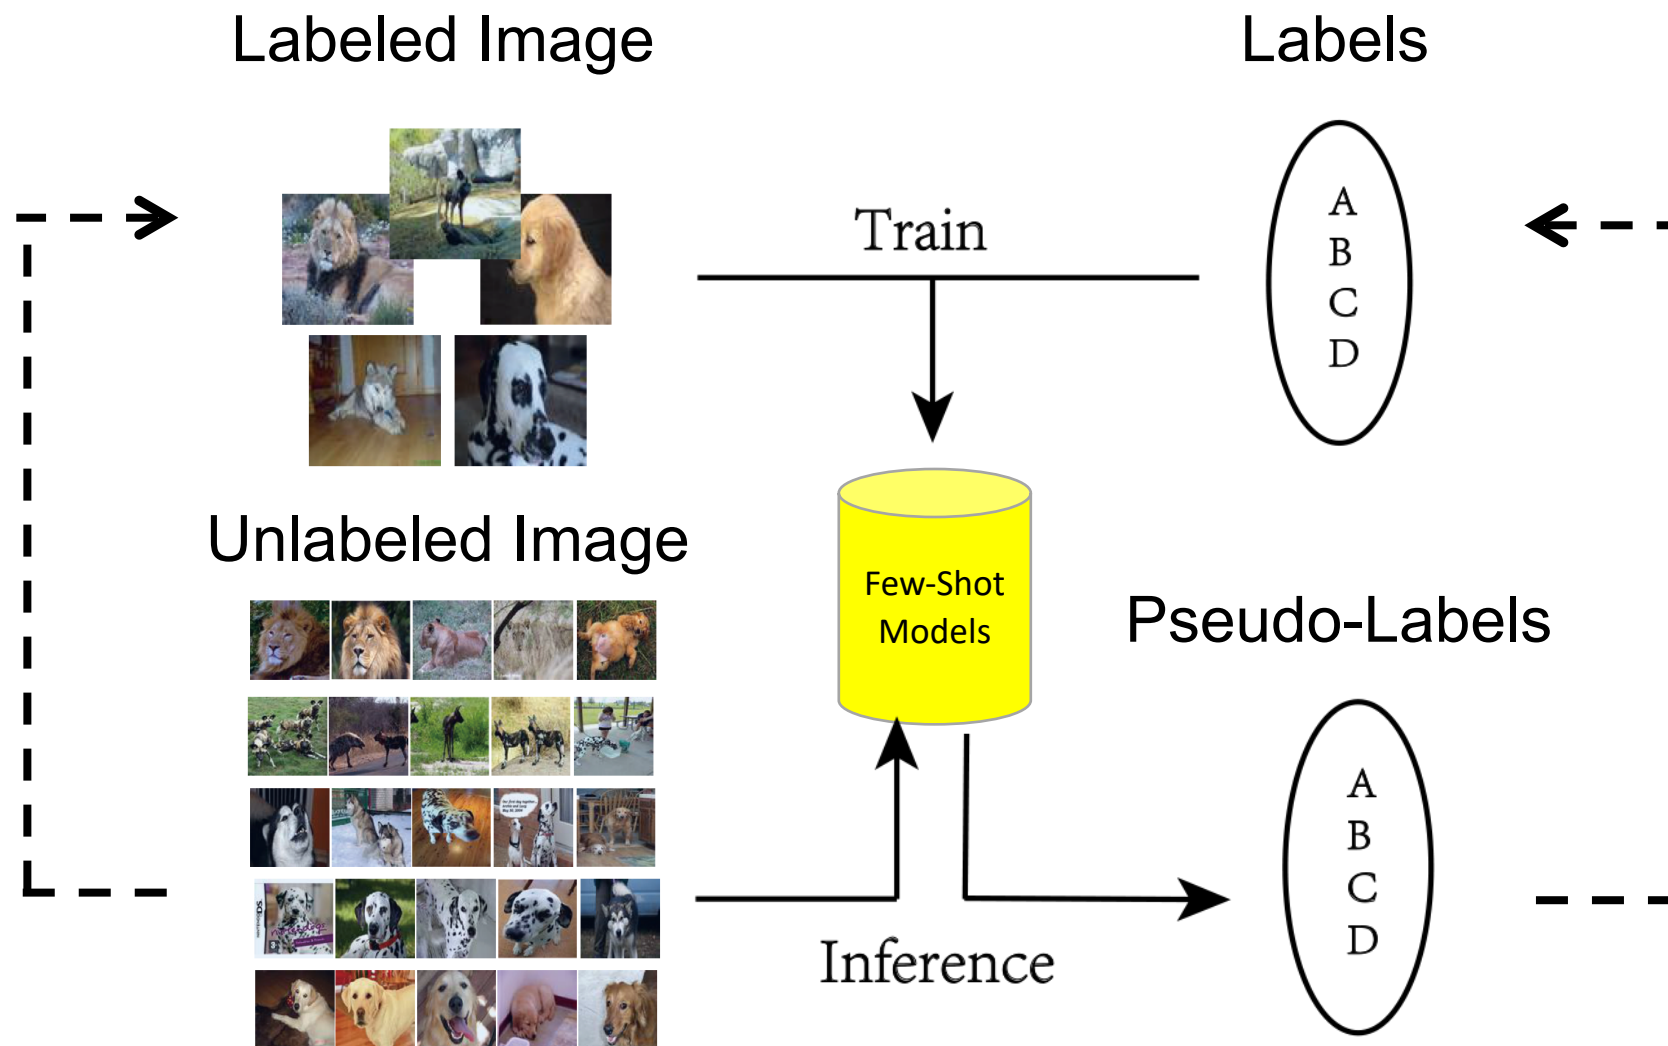 Labeled Image
Labels
Train
A
B
C
D
Unlabeled Image
Few-Shot
Models
Pseudo-Labels
A
B
C
D
Inference